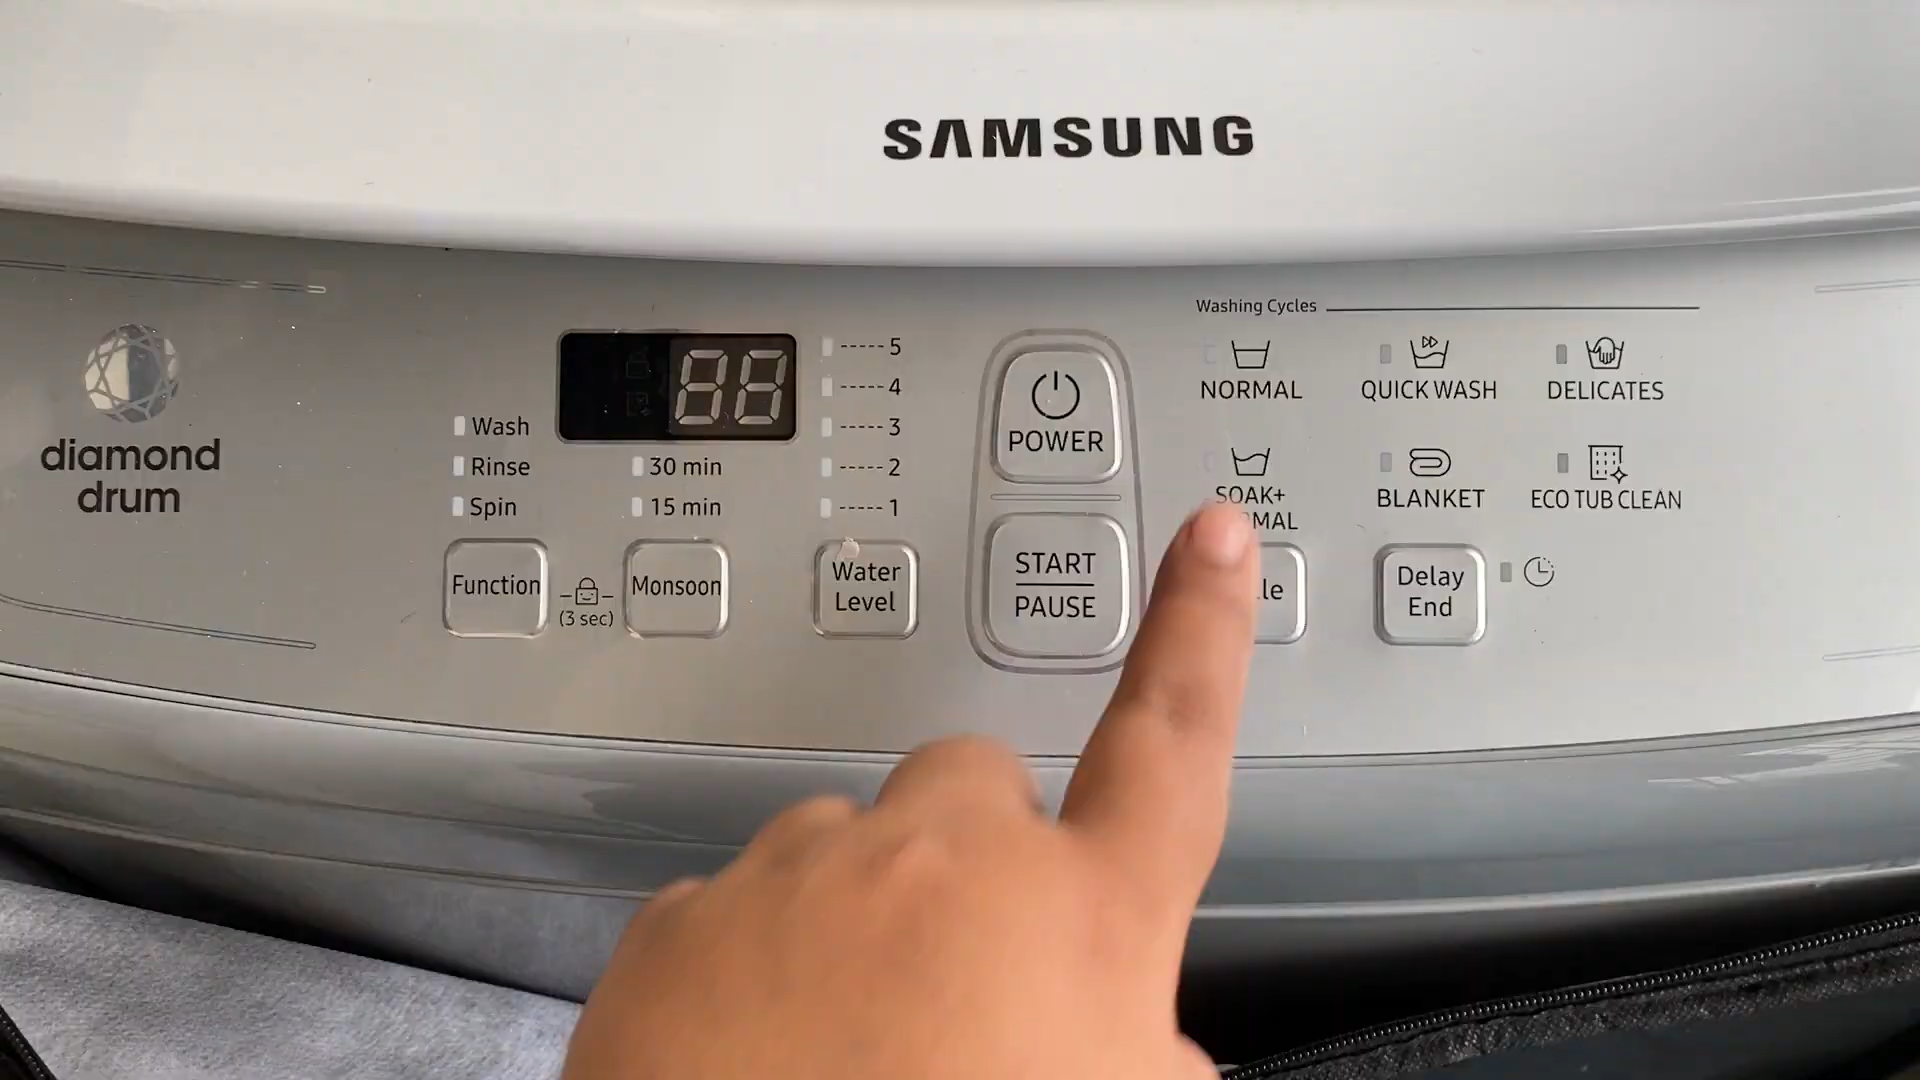 SAMSUNG
diamond
drum
Wash
Rinse
Spin
30 min
15 min
88
5
4
3
2
1
Function
(3 sec)
Monsoon
Water
Level
POWER
START
PAUSE
Washing Cycles
NORMAL
QUICK WASH
DELICATES
SOAK+
BLANKET
ECO TUB CLEAN
Delay
End